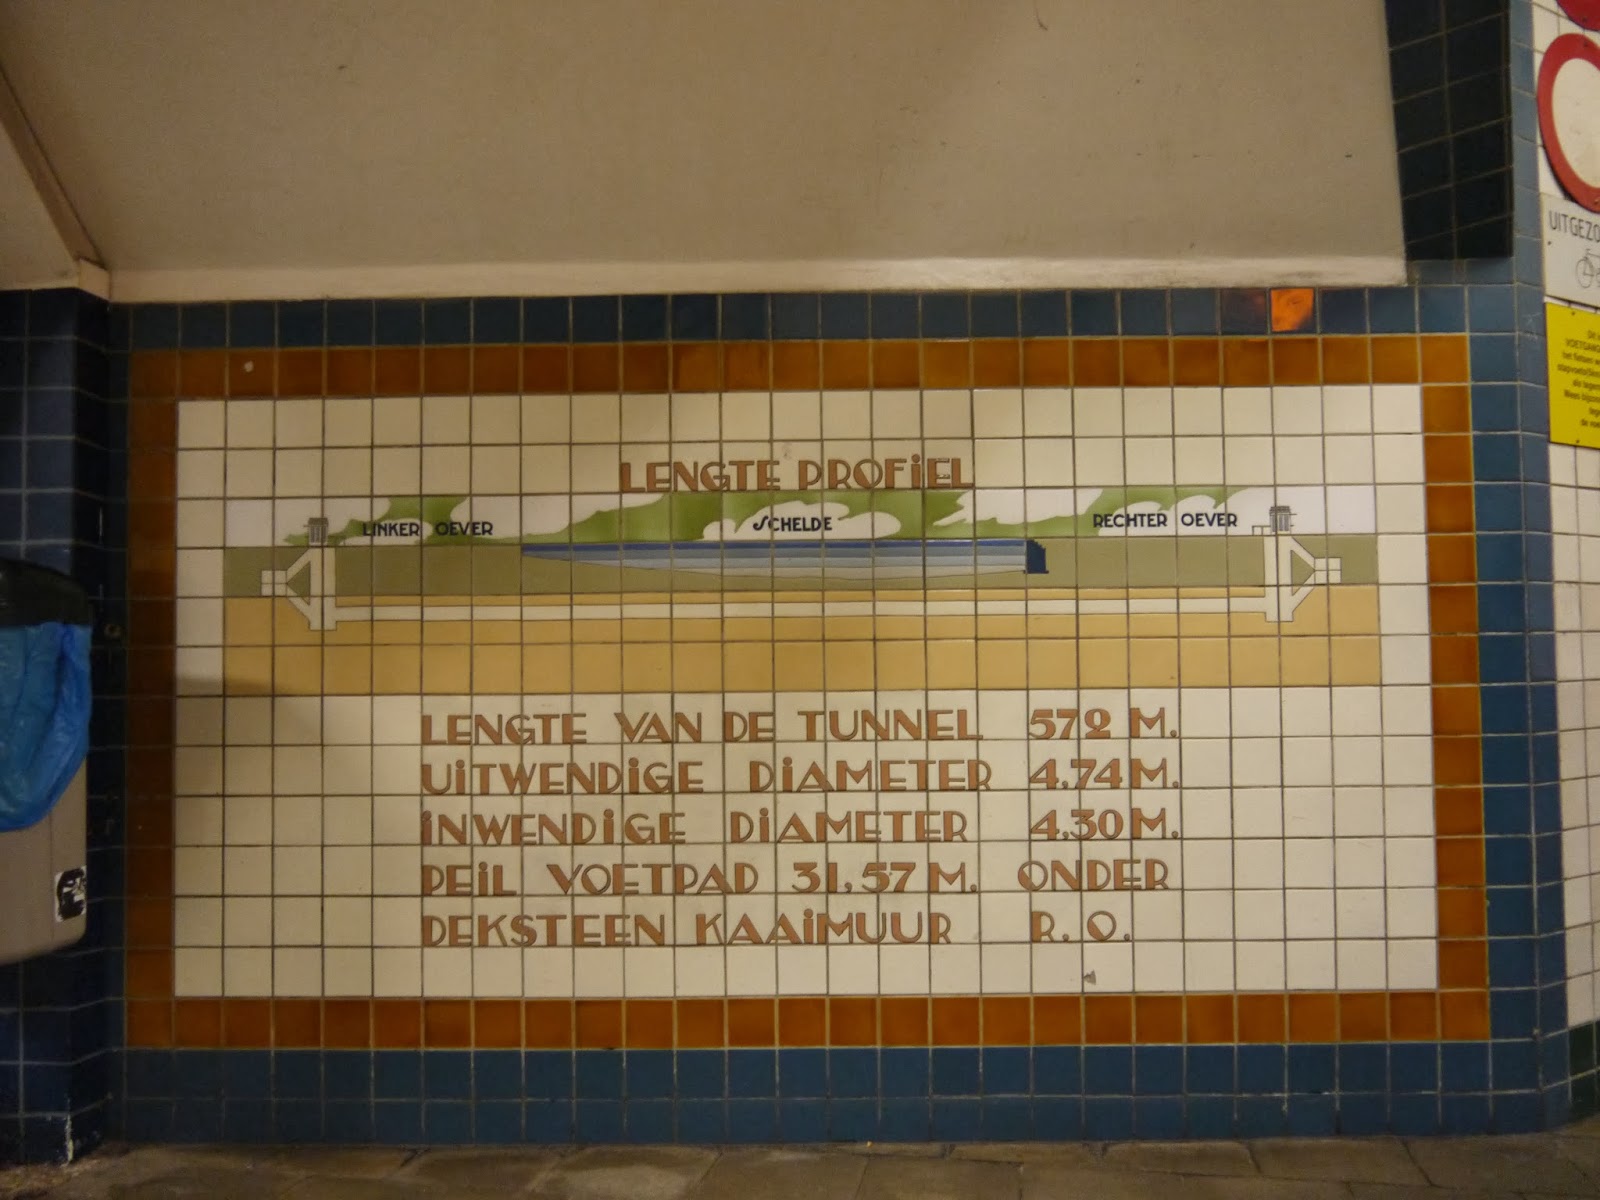 LENGTE PROFiEL
LINKER OEVER
SCHELDE
RECHTER OEVER
LENGTE VAN DE TUNNEL 572 M.
UiTWENDiGE DiAMETER 4,74 M.
iNWENDiGE DiAMETER 4,30 M.
PEiL VOETPAD 31,57 M. ONDER
DEKSTEEN KAAiMUUR R. O.